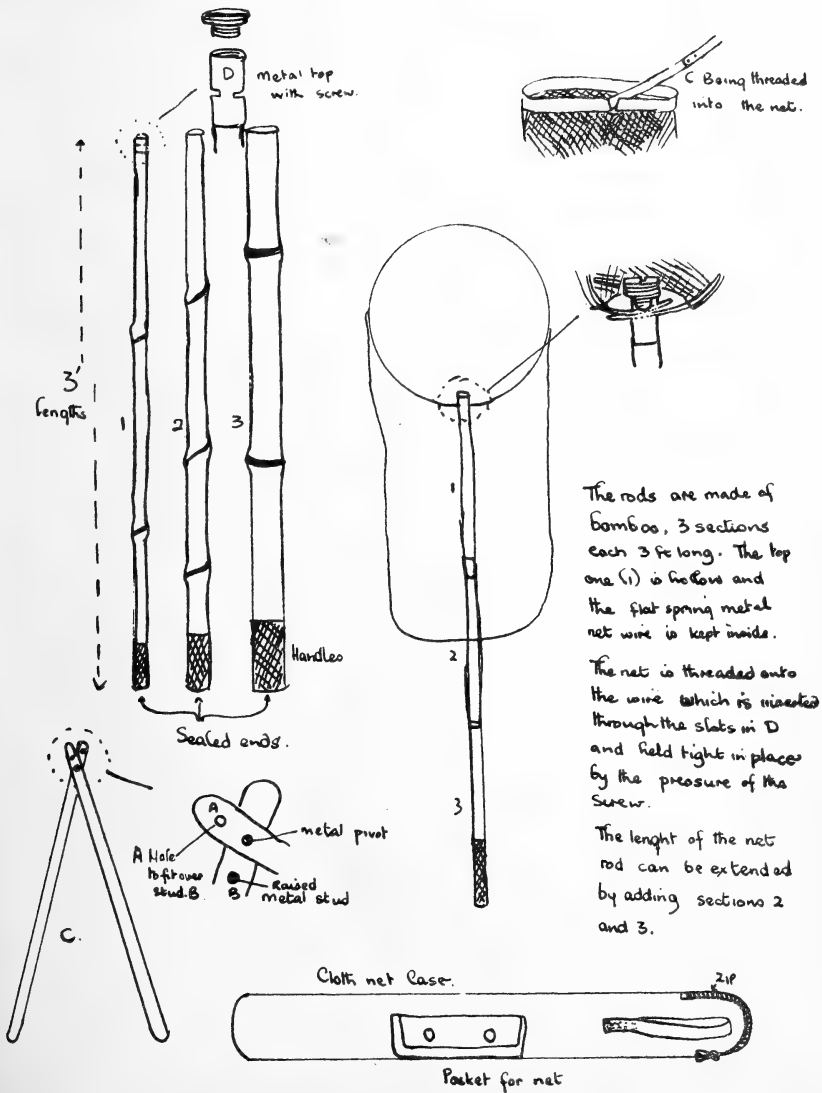 D
metal top
with screw.
C Being threaded
into the net.
3'
lengths
1
2
3
Handles
Sealed ends.
1
2
3
The rods are made of
bamboo, 3 sections
each 3 ft long. The top
one (1) is hollow and
the flat spring metal
net wire is kept inside.
The net is threaded onto
the wire which is inserted
through the slots in D
and held tight in place
by the pressure of the
Screw.
The lenght of the net
rod can be extended
by adding sections 2
and 3.
A
metal pivot
A Hole
to fit over
stud.B
B
Raised
metal stud
C.
Cloth net Case.
ZIP
Pocket for net